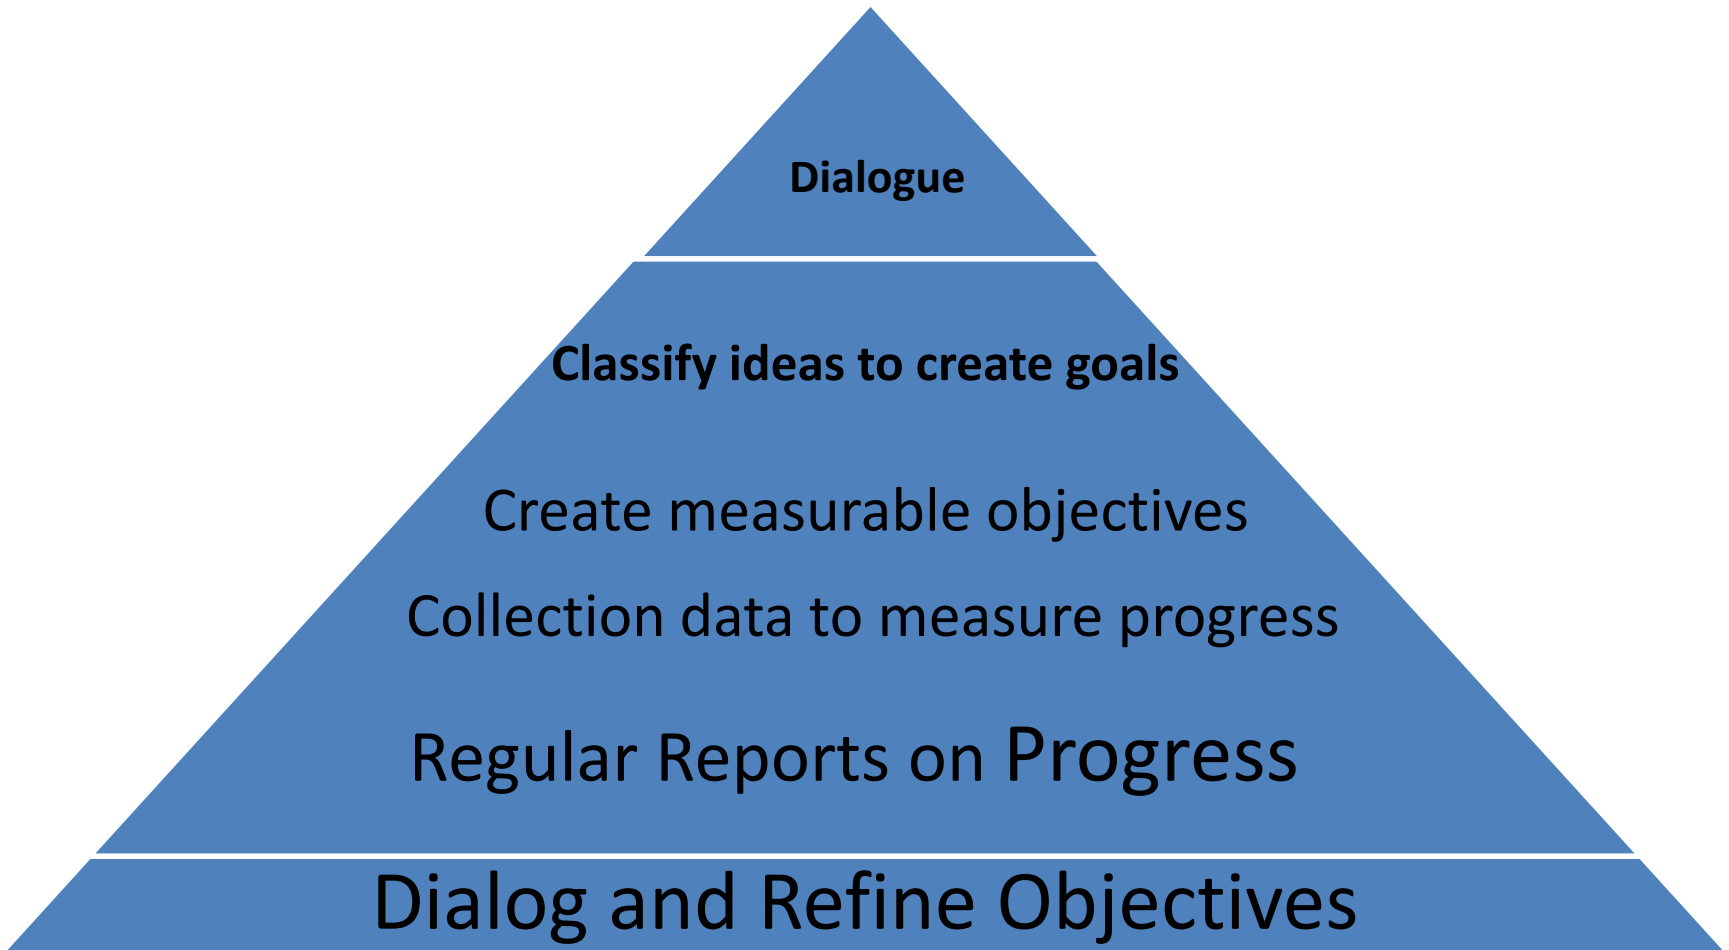 Dialogue
Classify ideas to create goals
Create measurable objectives
Collection data to measure progress
Regular Reports on Progress
Dialog and Refine Objectives